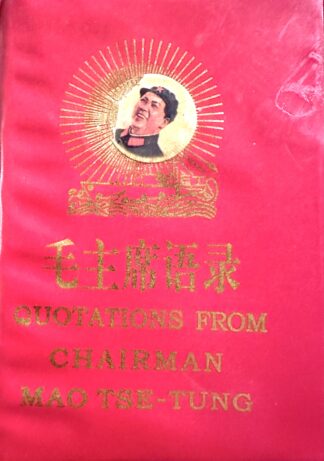 毛主席语录
QUOTATIONS FROM
CHAIRMAN
MAO TSE-TUNG